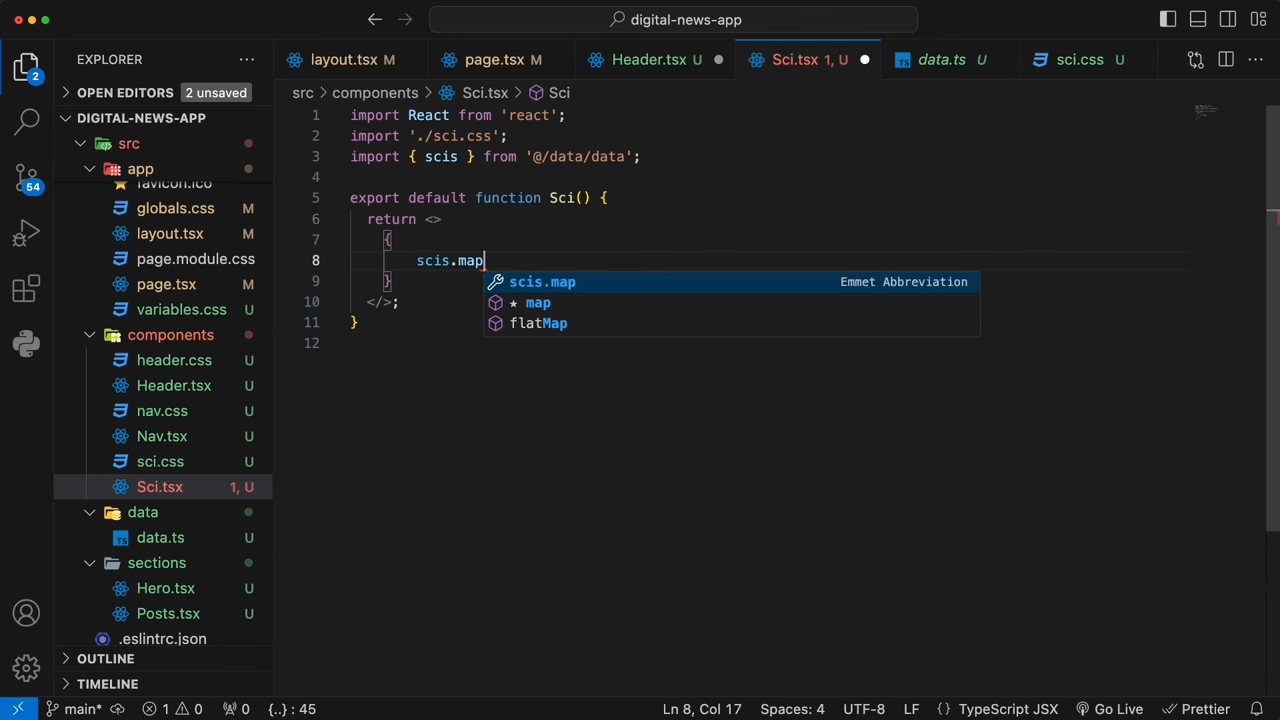 digital-news-app
EXPLORER
layout.tsx M
page.tsx M
Header.tsx U
Sci.tsx 1, U
data.ts U
sci.css U
OPEN EDITORS 2 unsaved
src > components > Sci.tsx > Sci
DIGITAL-NEWS-APP
src
app
favicon.ico
globals.css M
layout.tsx M
page.module.css
page.tsx M
variables.css U
components
header.css U
Header.tsx U
nav.css U
Nav.tsx U
sci.css U
Sci.tsx 1, U
data
data.ts U
sections
Hero.tsx U
Posts.tsx U
.eslintrc.json
OUTLINE
TIMELINE
2
54
1 import React from 'react';
2 import './sci.css';
3 import { scis } from '@/data/data';
4
5 export default function Sci() {
6 return <>
7 {
8 scis.map
9 }
10 </>;
11 }
12
scis.map Emmet Abbreviation
★ map
flatMap
main* 1 0 0 {..} : 45 Ln 8, Col 17 Spaces: 4 UTF-8 LF {} TypeScript JSX Go Live Prettier